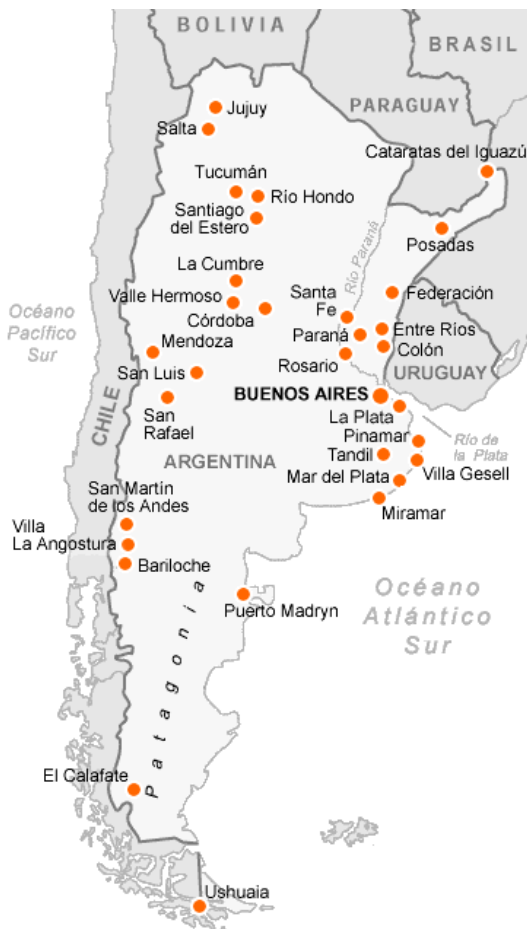 BOLIVIA
BRASIL
PARAGUAY
Jujuy
Salta
Cataratas del Iguazú
Tucumán
Río Hondo
Santiago
del Estero
Posadas
Río Paraná
La Cumbre
Valle Hermoso
Córdoba
Santa
Fe
Federación
Océano
Pacífico
Sur
Mendoza
Paraná
Entre Ríos
Colón
Rosario
San Luis
URUGUAY
CHILE
San
Rafael
BUENOS AIRES
La Plata
Pinamar
Río de
la Plata
ARGENTINA
Tandil
Villa Gesell
Mar del Plata
Miramar
San Martín
de los Andes
Villa
La Angostura
Bariloche
Puerto Madryn
Océano
Atlántico
Sur
Patagonia
El Calafate
Ushuaia